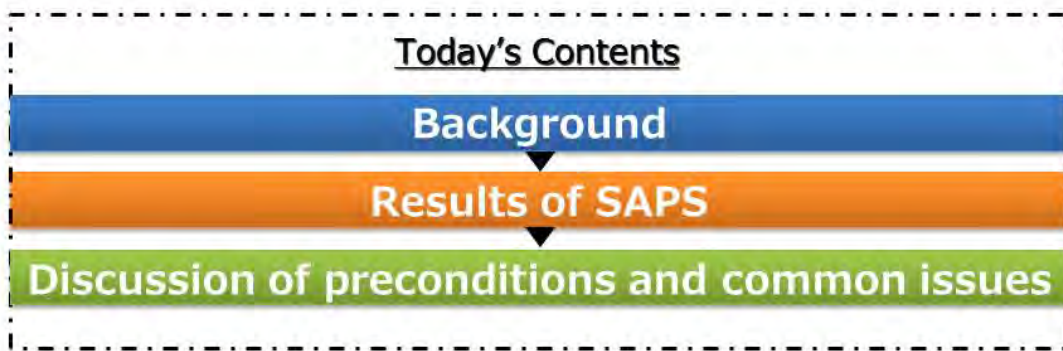 Today's Contents
Background
Results of SAPS
Discussion of preconditions and common issues